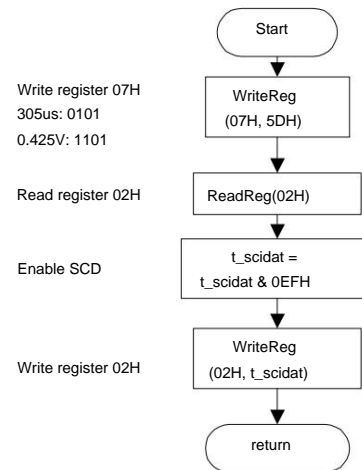 Start
Write register 07H
305us: 0101
0.425V: 1101
WriteReg
(07H, 5DH)
Read register 02H
ReadReg(02H)
Enable SCD
t_scidat =
t_scidat & 0EFH
Write register 02H
WriteReg
(02H, t_scidat)
return